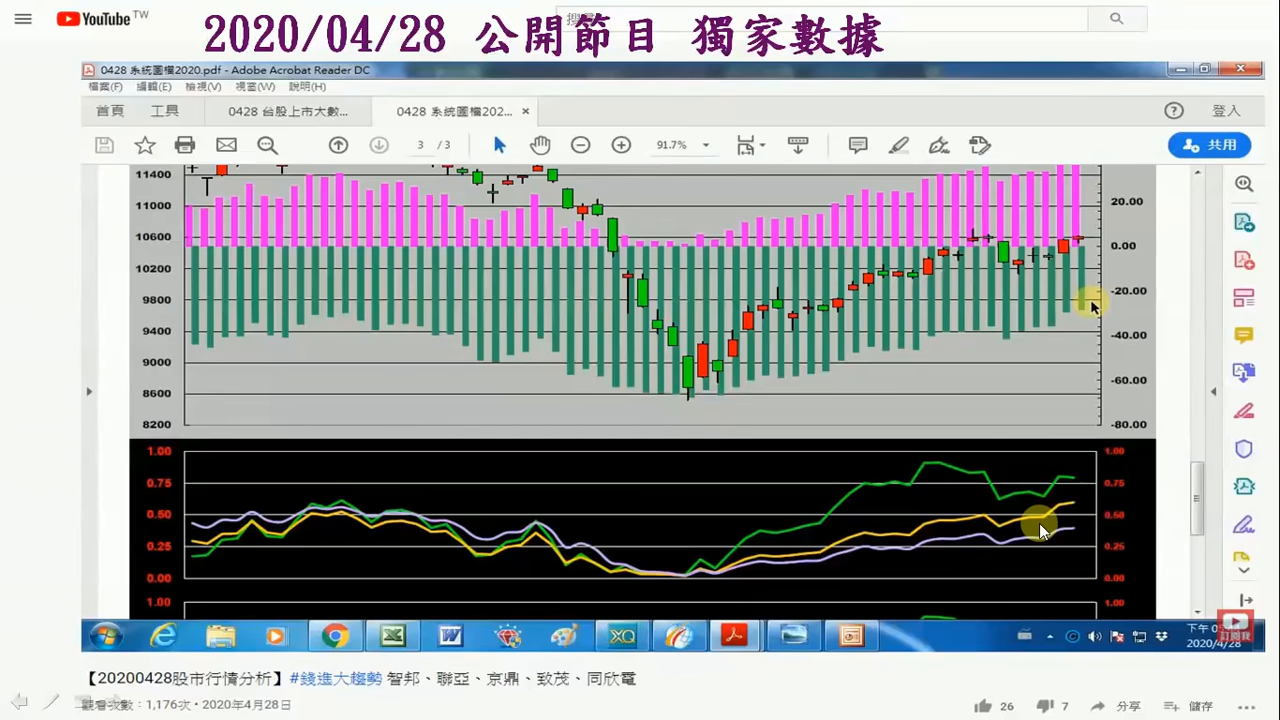 YouTube TW
搜尋
2020/04/28 公開節目 獨家數據
0428 系統圖檔2020.pdf - Adobe Acrobat Reader DC
檔案(F) 編輯(E) 檢視(V) 視窗(W) 說明(H)
首頁 工具 0428 台股上市大數... 0428 系統圖檔202... × 登入
3 / 3 91.7% 共用
11400
11000 20.00
10600 0.00
10200
9800 -20.00
9400 -40.00
9000
8600 -60.00
8200 -80.00
1.00 1.00
0.75 0.75
0.50 0.50
0.25 0.25
0.00 0.00
1.00 1.00
XQ
訂閱我
2020/4/28
【20200428股市行情分析】#錢進大趨勢 智邦、聯亞、京鼎、致茂、同欣電
觀看次數：1,176次 • 2020年4月28日 26 7 分享 儲存